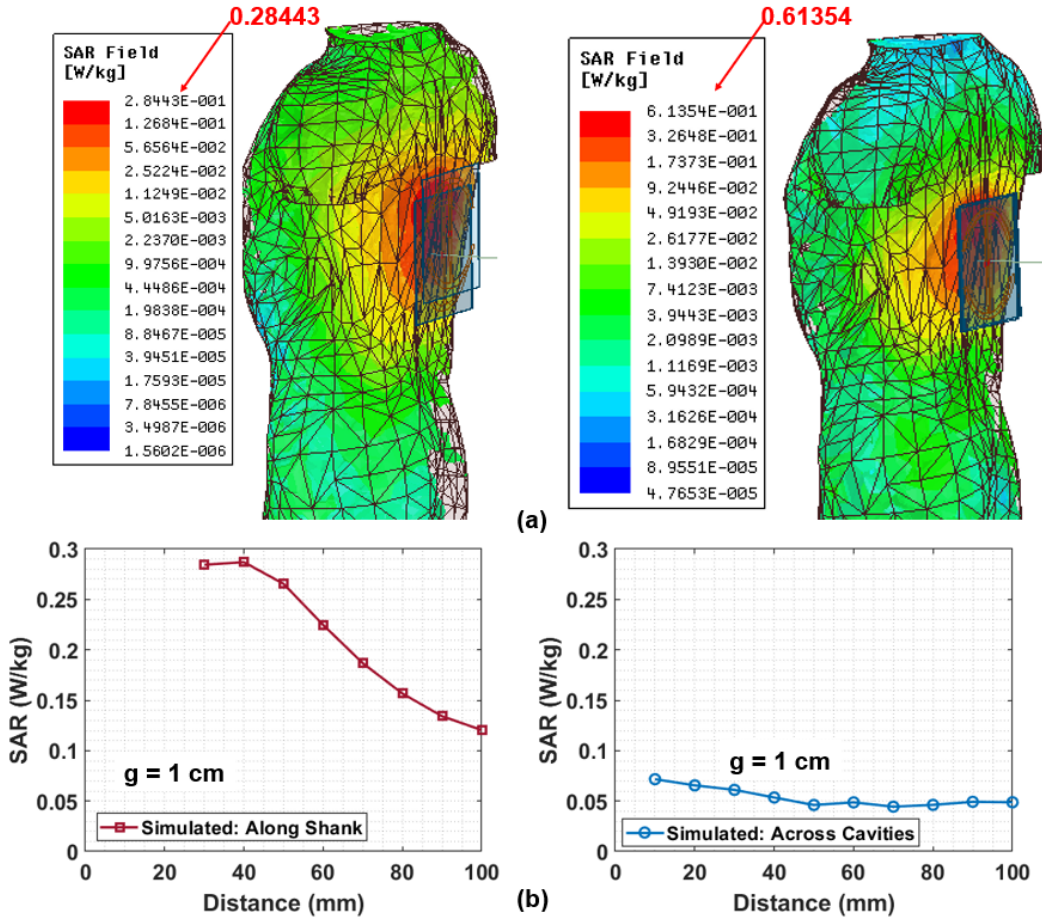 0.28443
SAR Field
[W/kg]
2.8443E-001
1.2684E-001
5.6564E-002
2.5224E-002
1.1249E-002
5.0163E-003
2.2370E-003
9.9756E-004
4.4486E-004
1.9838E-004
8.8467E-005
3.9451E-005
1.7593E-005
7.8455E-006
3.4987E-006
1.5602E-006
0.61354
SAR Field
[W/kg]
6.1354E-001
3.2648E-001
1.7373E-001
9.2446E-002
4.9193E-002
2.6177E-002
1.3930E-002
7.4123E-003
3.9443E-003
2.0989E-003
1.1169E-003
5.9432E-004
3.1626E-004
1.6829E-004
8.9551E-005
4.7653E-005
(a)
0.3
0.25
0.2
0.15
0.1
0.05
0
SAR (W/kg)
g = 1 cm
Simulated: Along Shank
0 20 40 60 80 100
Distance (mm)
0.3
0.25
0.2
0.15
0.1
0.05
0
SAR (W/kg)
g = 1 cm
Simulated: Across Cavities
0 20 40 60 80 100
Distance (mm)
(b)